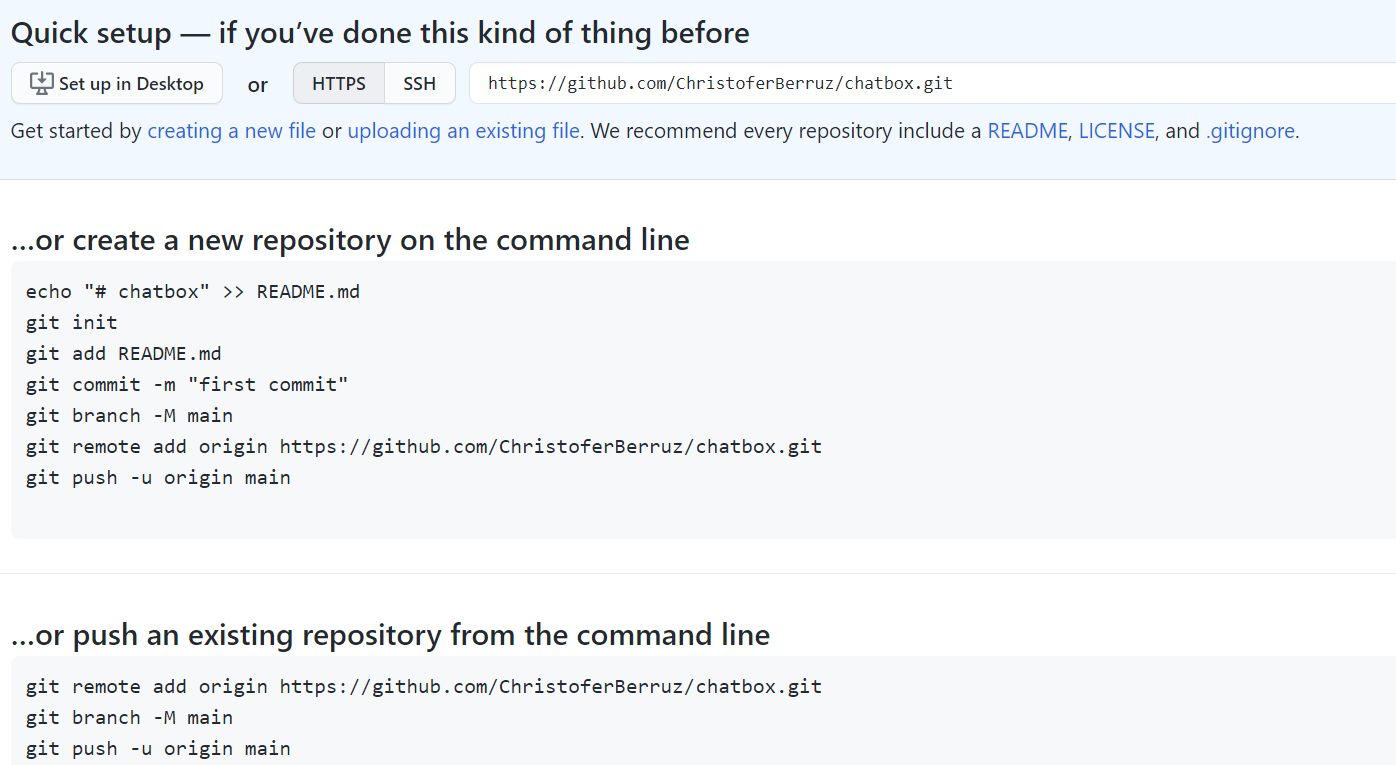 Quick setup — if you’ve done this kind of thing before
Set up in Desktop or HTTPS SSH https://github.com/ChristoferBerruz/chatbox.git
Get started by creating a new file or uploading an existing file. We recommend every repository include a README, LICENSE, and .gitignore.
…or create a new repository on the command line
echo "# chatbox" >> README.md
git init
git add README.md
git commit -m "first commit"
git branch -M main
git remote add origin https://github.com/ChristoferBerruz/chatbox.git
git push -u origin main
…or push an existing repository from the command line
git remote add origin https://github.com/ChristoferBerruz/chatbox.git
git branch -M main
git push -u origin main